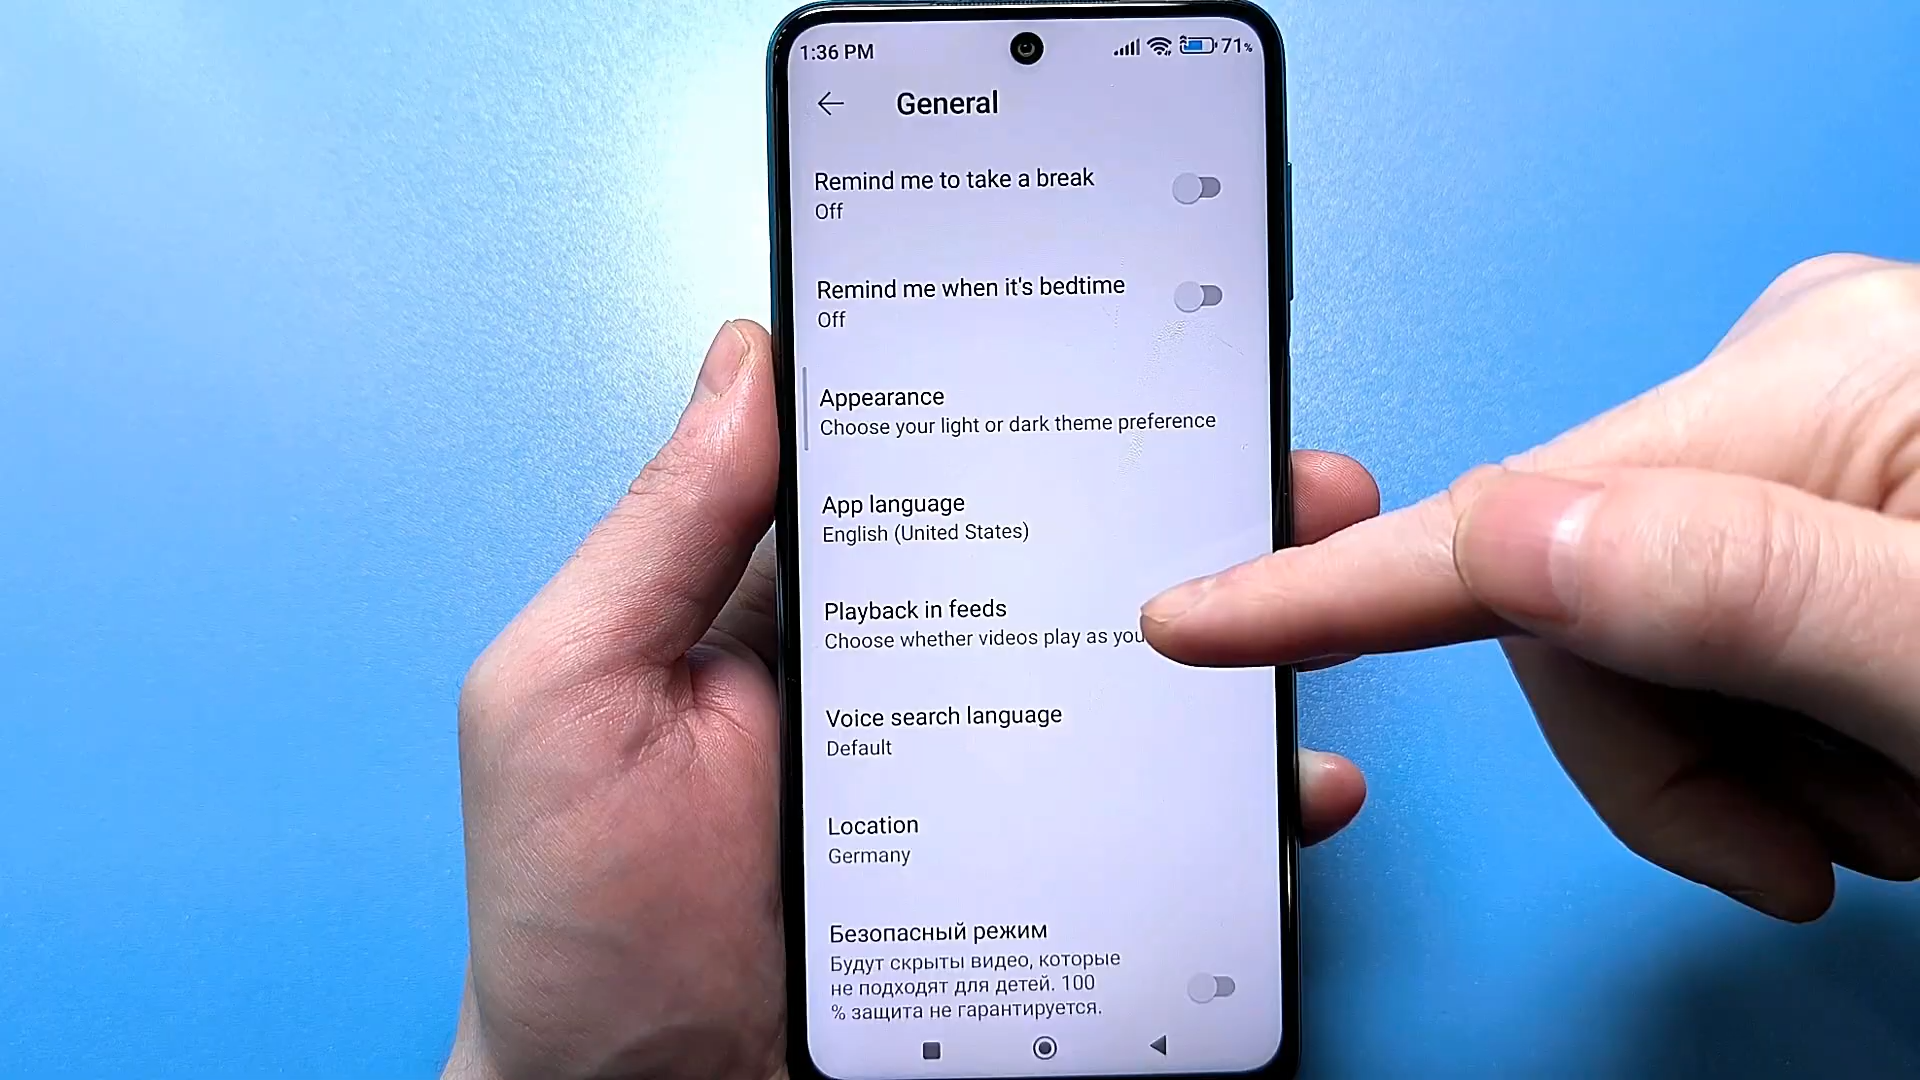 1:36 PM
71%
General
Remind me to take a break
Off
Remind me when it's bedtime
Off
Appearance
Choose your light or dark theme preference
App language
English (United States)
Playback in feeds
Choose whether videos play as you
Voice search language
Default
Location
Germany
Безопасный режим
Будут скрыты видео, которые
не подходят для детей. 100
% защита не гарантируется.